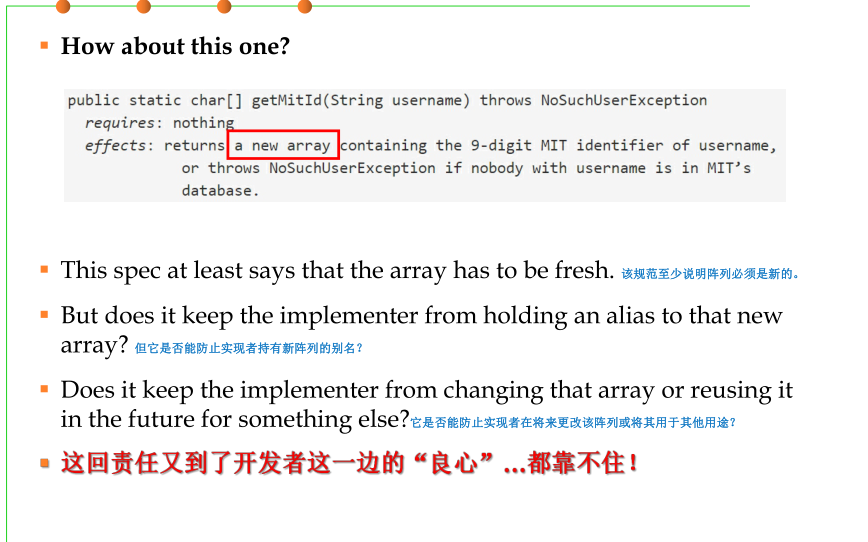 How about this one?
public static char[] getMitId(String username) throws NoSuchUserException
requires: nothing
effects: returns a new array containing the 9-digit MIT identifier of username,
or throws NoSuchUserException if nobody with username is in MIT’s
database.
This spec at least says that the array has to be fresh. 该规范至少说明阵列必须是新的。
But does it keep the implementer from holding an alias to that new
array? 但它是否能防止实现者持有新阵列的别名？
Does it keep the implementer from changing that array or reusing it
in the future for something else?它是否能防止实现者在将来更改该阵列或将其用于其他用途？
这回责任又到了开发者这一边的“良心”…都靠不住！